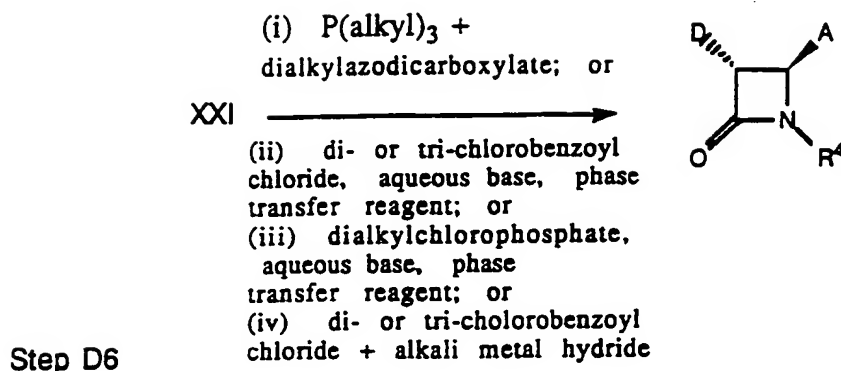 (i) P(alkyl)3 +
dialkylazodicarboxylate; or
XXI
(ii) di- or tri-chlorobenzoyl
chloride, aqueous base, phase
transfer reagent; or
(iii) dialkylchlorophosphate,
aqueous base, phase
transfer reagent; or
(iv) di- or tri-cholorobenzoyl
chloride + alkali metal hydride
Step D6
D A
N
O R4